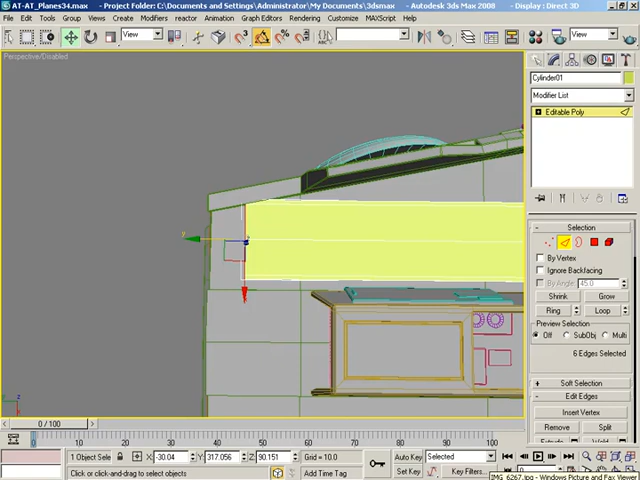 AT-AT_Planes34.max - Project Folder: C:\Documents and Settings\Administrator\My Documents\3dsmax - Autodesk 3ds Max 2008 - Display : Direct 3D
Edit Tools Group Views Create Modifiers reactor Animation Graph Editors Rendering Customize MAXScript Help
View View
Perspective/Disabled
Cylinder01
Modifier List
Editable Poly
Selection
By Vertex
Ignore Backfacing
By Angle: 45.0
Shrink Grow
Ring Loop
Preview Selection
Off SubObj Multi
6 Edges Selected
Soft Selection
Edit Edges
Insert Vertex
Remove Split
Extrude Weld
y
0 / 100
0 10 20 30 40 50 60 70 80 90 100
1 Object Selec X: -30.04 Y: 317.056 Z: 90.151 Grid = 10.0
Auto Key Selected
Click or click-and-drag to select objects
Add Time Tag
Set Key Key Filters...
IMG_6267.jpg - Windows Picture and Fax Viewer